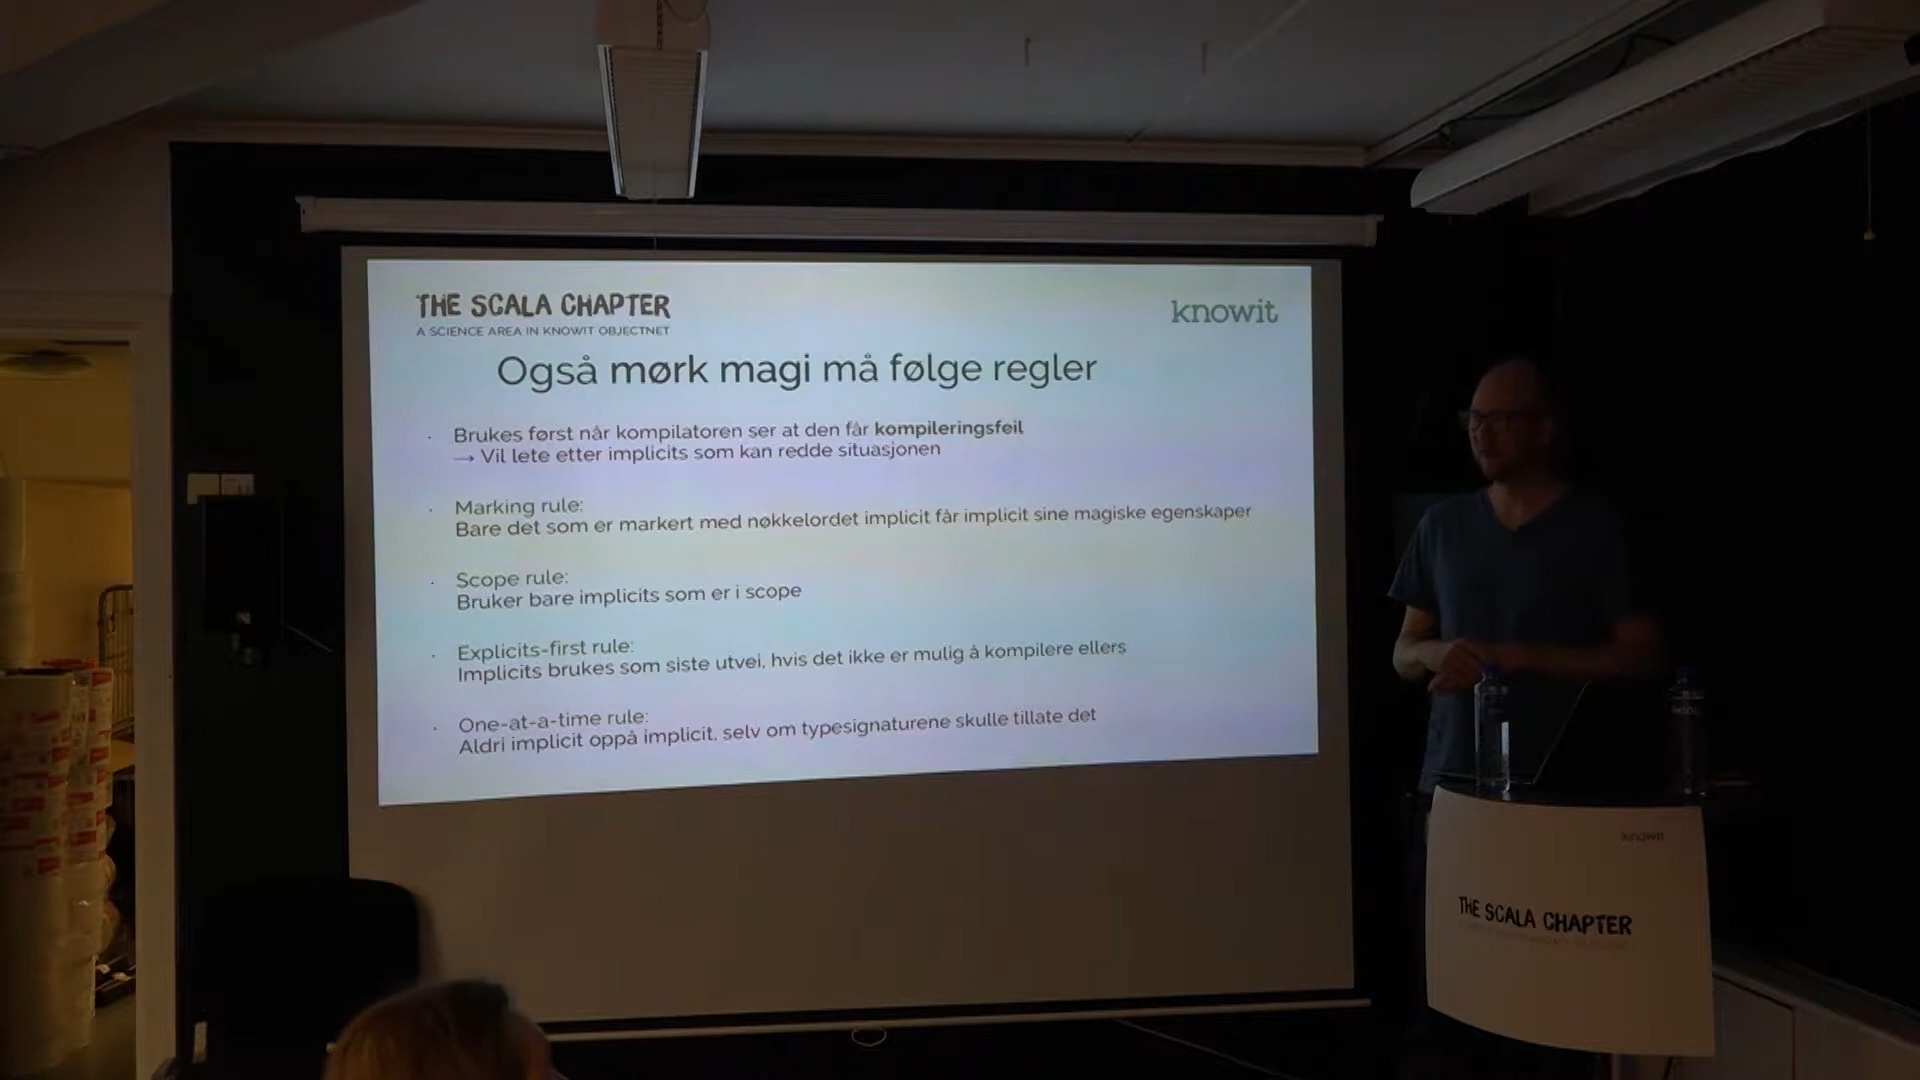 THE SCALA CHAPTER
A SCIENCE AREA IN KNOWIT OBJECTNET
knowit
Også mørk magi må følge regler
· Brukes først når kompilatoren ser at den får kompileringsfeil
→ Vil lete etter implicits som kan redde situasjonen
· Marking rule:
Bare det som er markert med nøkkelordet implicit får implicit sine magiske egenskaper
· Scope rule:
Bruker bare implicits som er i scope
· Explicits-first rule:
Implicits brukes som siste utvei, hvis det ikke er mulig å kompilere ellers
· One-at-a-time rule:
Aldri implicit oppå implicit, selv om typesignaturene skulle tillate det
knowit
THE SCALA CHAPTER